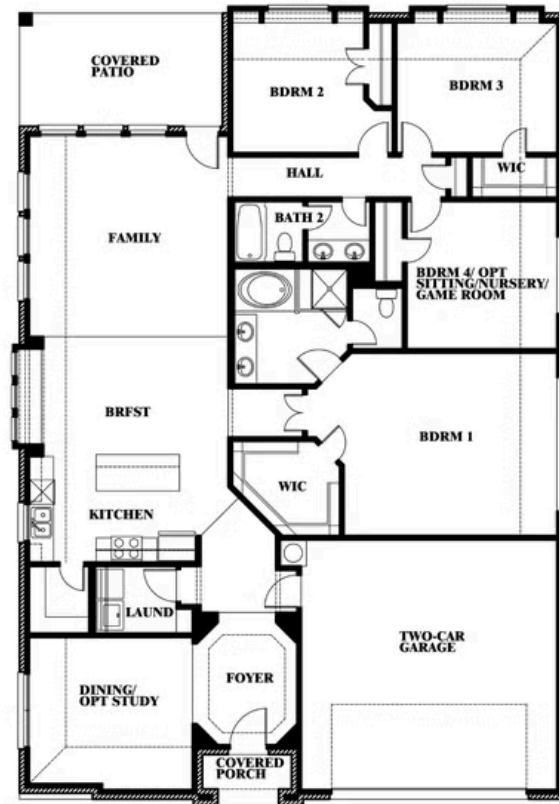 COVERED
PATIO
BDRM 2
BDRM 3
HALL
WIC
BATH 2
FAMILY
BDRM 4/ OPT
SITTING/NURSERY/
GAME ROOM
BRFST
BDRM 1
WIC
KITCHEN
LAUND
TWO-CAR
GARAGE
DINING/
OPT STUDY
FOYER
COVERED
PORCH